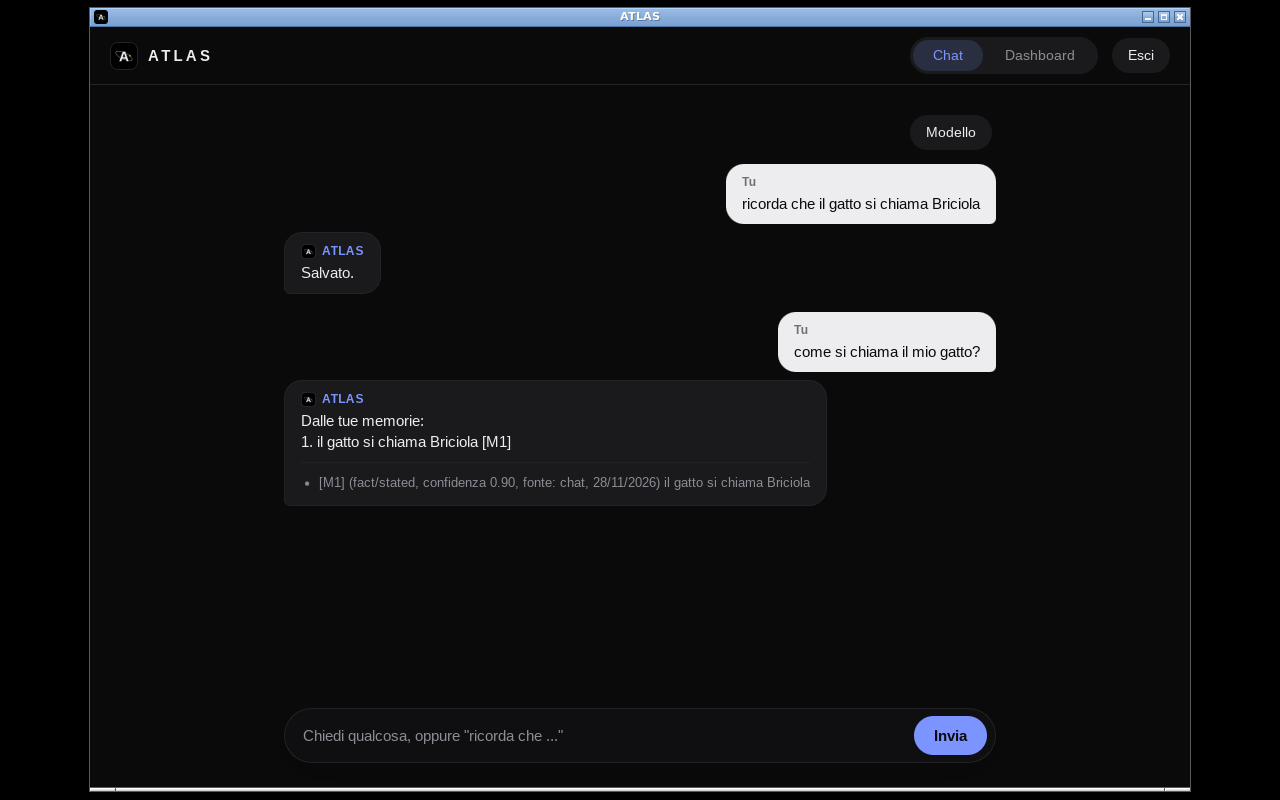 ATLAS
ATLAS
Chat
Dashboard
Esci
Modello
Tu
ricorda che il gatto si chiama Briciola
ATLAS
Salvato.
Tu
come si chiama il mio gatto?
ATLAS
Dalle tue memorie:
1. il gatto si chiama Briciola [M1]
• [M1] (fact/stated, confidenza 0.90, fonte: chat, 28/11/2026) il gatto si chiama Briciola
Chiedi qualcosa, oppure "ricorda che ..."
Invia